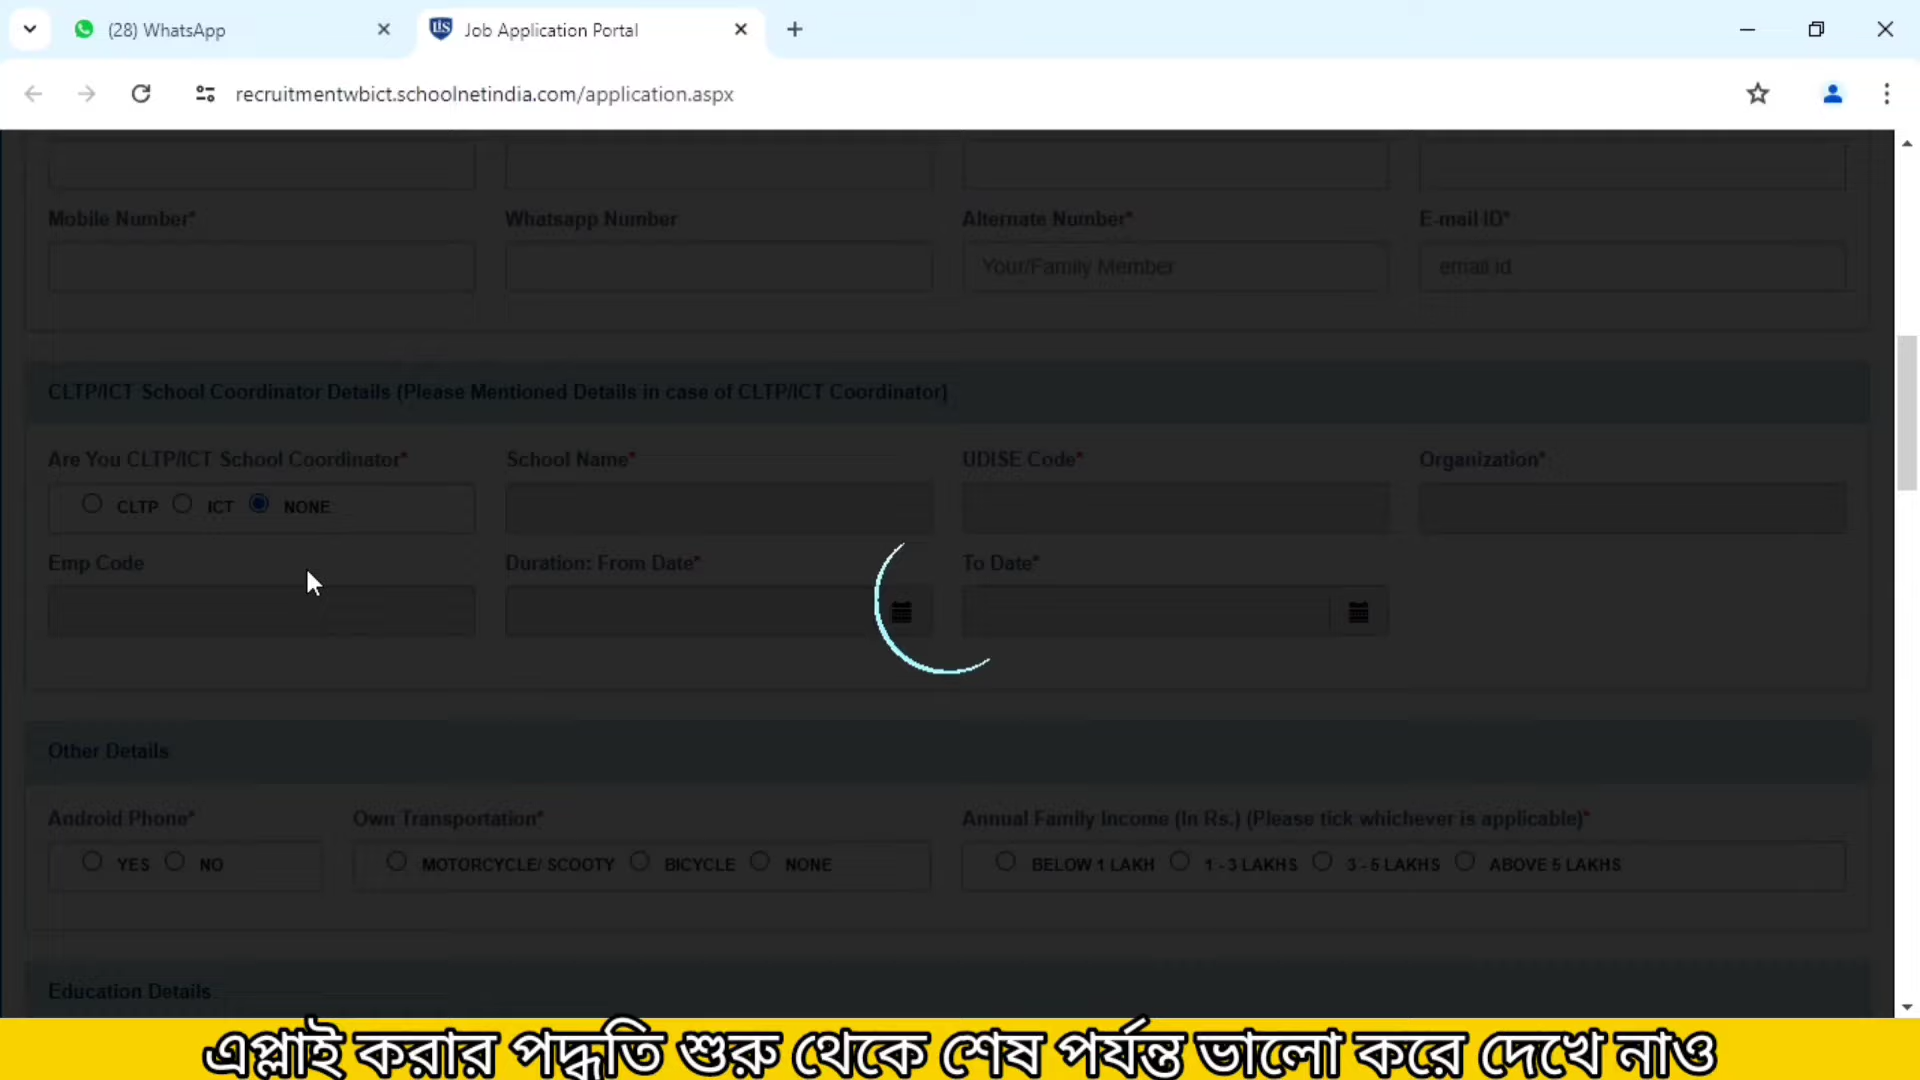 (28) WhatsApp
Job Application Portal
recruitmentwbict.schoolnetindia.com/application.aspx
Mobile Number* Whatsapp Number Alternate Number* E-mail ID*
Your/Family Member email id
CLTP/ICT School Coordinator Details (Please Mentioned Details in case of CLTP/ICT Coordinator)
Are You CLTP/ICT School Coordinator* School Name* UDISE Code* Organization*
CLTP ICT NONE
Emp Code Duration: From Date* To Date*
Other Details
Android Phone* Own Transportation* Annual Family Income (In Rs.) (Please tick whichever is applicable)*
YES NO MOTORCYCLE/ SCOOTY BICYCLE NONE BELOW 1 LAKH 1 - 3 LAKHS 3 - 5 LAKHS ABOVE 5 LAKHS
Education Details
এপ্লাই করার পদ্ধতি শুরু থেকে শেষ পর্যন্ত ভালো করে দেখে নাও